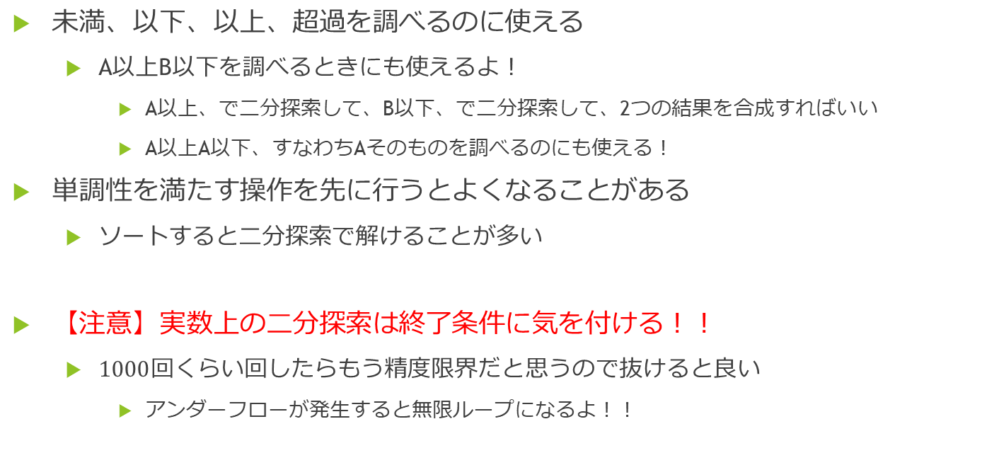 未満、以下、以上、超過を調べるのに使える
A以上B以下を調べるときにも使えるよ！
A以上、で二分探索して、B以下、で二分探索して、2つの結果を合成すればいい
A以上A以下、すなわちAそのものを調べるのにも使える！
単調性を満たす操作を先に行うとよくなることがある
ソートすると二分探索で解けることが多い
【注意】実数上の二分探索は終了条件に気を付ける！！
1000回くらい回したらもう精度限界だと思うので抜けると良い
アンダーフローが発生すると無限ループになるよ！！